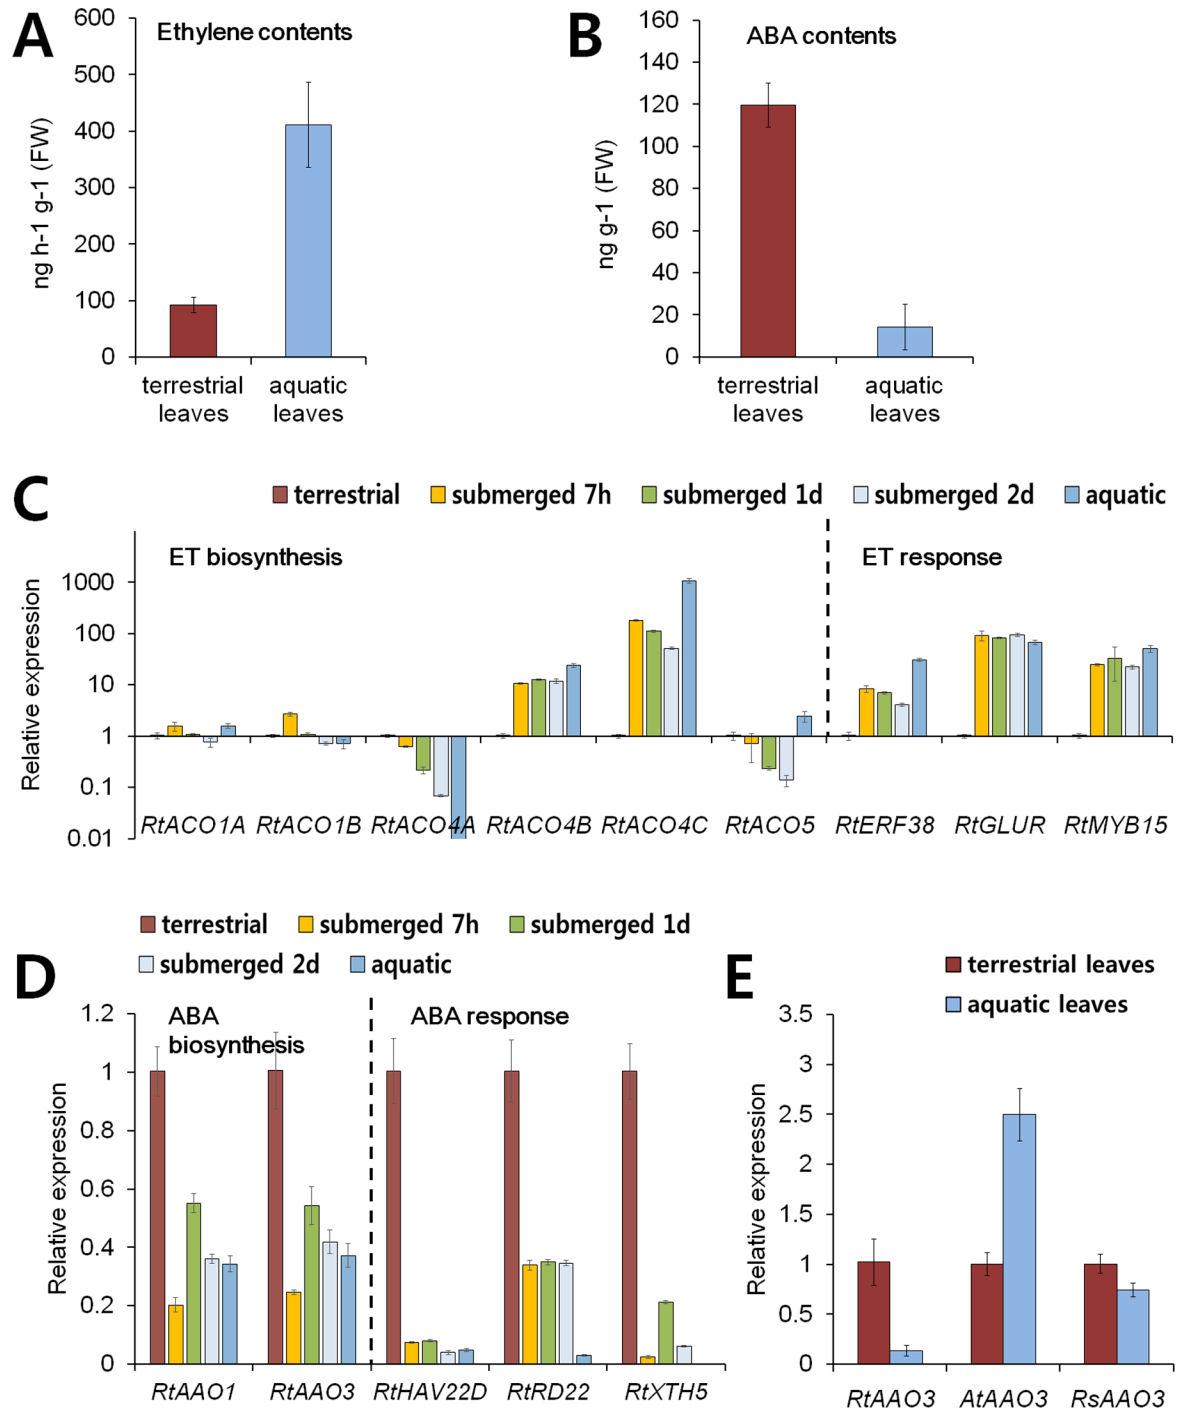 A
Ethylene contents
ng h-1 g-1 (FW)
600
500
400
300
200
100
0
terrestrial leaves
aquatic leaves
B
ABA contents
ng g-1 (FW)
160
140
120
100
80
60
40
20
0
terrestrial leaves
aquatic leaves
C
terrestrial submerged 7h submerged 1d submerged 2d aquatic
ET biosynthesis
ET response
Relative expression
1000
100
10
1
0.1
0.01
RtACO1A RtACO1B RtACO4A RtACO4B RtACO4C RtACO5 RtERF38 RtGLUR RtMYB15
D
terrestrial submerged 7h submerged 1d
submerged 2d aquatic
ABA
biosynthesis
ABA response
Relative expression
1.2
1
0.8
0.6
0.4
0.2
0
RtAAO1 RtAAO3 RtHAV22D RtRD22 RtXTH5
E
terrestrial leaves
aquatic leaves
Relative expression
3.5
3
2.5
2
1.5
1
0.5
0
RtAAO3 AtAAO3 RsAAO3